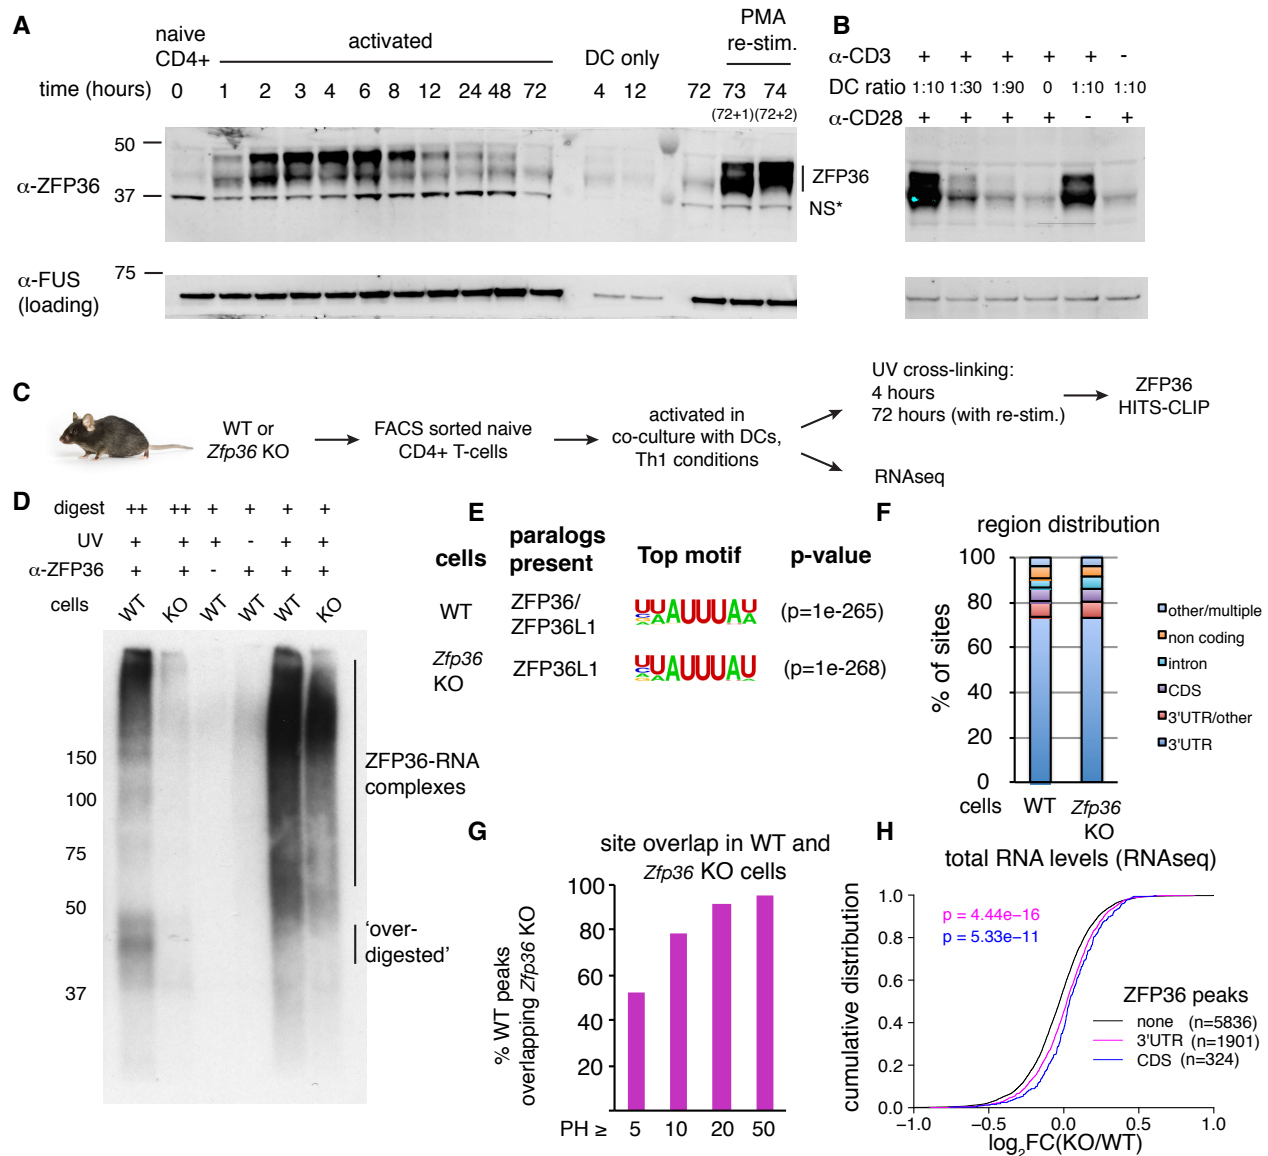 A
naive
CD4+
activated
DC only
PMA
re-stim.
time (hours) 0 1 2 3 4 6 8 12 24 48 72 4 12 72 73 74
(72+1) (72+2)
α-ZFP36
50
37
ZFP36
NS*
α-FUS
(loading)
75
B
α-CD3 + + + + + -
DC ratio 1:10 1:30 1:90 0 1:10 1:10
α-CD28 + + + + - +
C
WT or
Zfp36 KO
FACS sorted naive
CD4+ T-cells
activated in
co-culture with DCs,
Th1 conditions
UV cross-linking:
4 hours
72 hours (with re-stim.)
ZFP36
HITS-CLIP
RNAseq
D
digest ++ ++ + + + +
UV + + + - + +
α-ZFP36 + + - + + +
cells WT KO WT WT WT KO
150
100
75
50
37
ZFP36-RNA
complexes
'over-
digested'
E
cells
paralogs
present
Top motif
p-value
WT
ZFP36/
ZFP36L1
UUAUUUAU
(p=1e-265)
Zfp36
KO
ZFP36L1
UUAUUUAU
(p=1e-268)
F
region distribution
% of sites
100
80
60
40
20
0
cells WT Zfp36
KO
other/multiple
non coding
intron
CDS
3'UTR/other
3'UTR
G
site overlap in WT and
Zfp36 KO cells
% WT peaks
overlapping Zfp36 KO
100
80
60
40
20
PH ≥ 5 10 20 50
H
total RNA levels (RNAseq)
cumulative distribution
1.0
0.8
0.6
0.4
0.2
0.0
p = 4.44e−16
p = 5.33e−11
ZFP36 peaks
none (n=5836)
3'UTR (n=1901)
CDS (n=324)
−1.0 −0.5 0.0 0.5 1.0
log2FC(KO/WT)